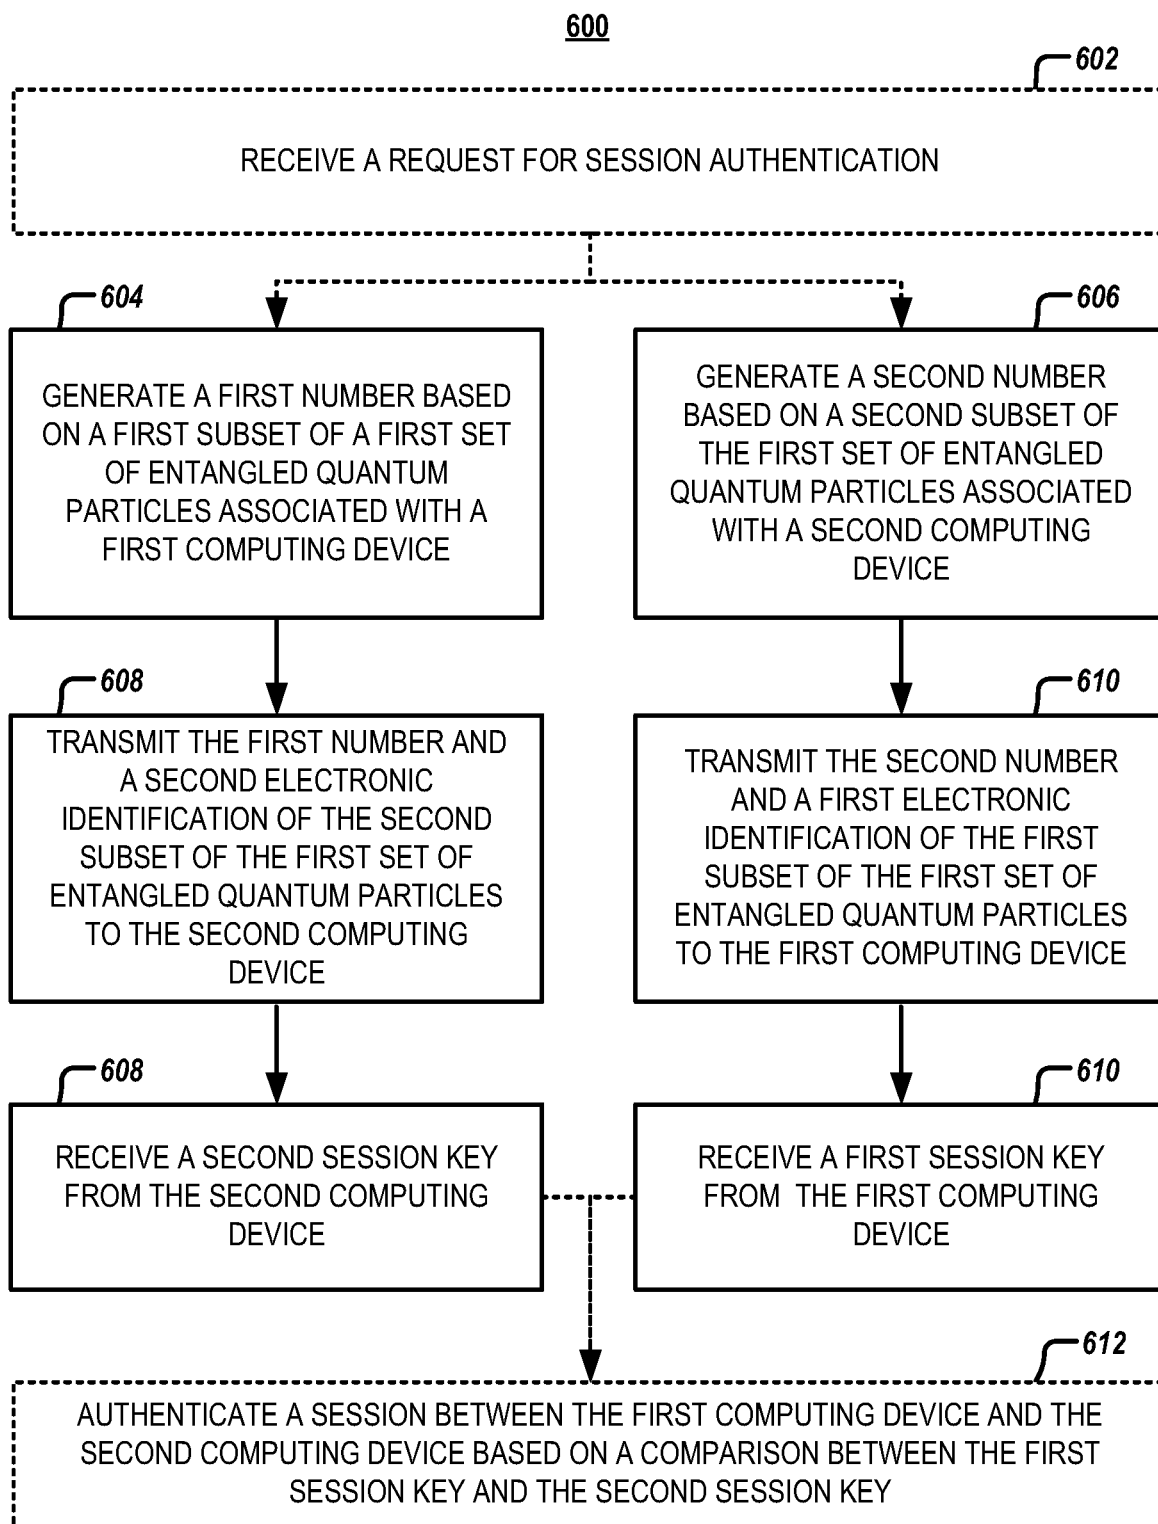 600
602
RECEIVE A REQUEST FOR SESSION AUTHENTICATION
604
GENERATE A FIRST NUMBER BASED
ON A FIRST SUBSET OF A FIRST SET
OF ENTANGLED QUANTUM
PARTICLES ASSOCIATED WITH A
FIRST COMPUTING DEVICE
606
GENERATE A SECOND NUMBER
BASED ON A SECOND SUBSET OF
THE FIRST SET OF ENTANGLED
QUANTUM PARTICLES ASSOCIATED
WITH A SECOND COMPUTING
DEVICE
608
TRANSMIT THE FIRST NUMBER AND
A SECOND ELECTRONIC
IDENTIFICATION OF THE SECOND
SUBSET OF THE FIRST SET OF
ENTANGLED QUANTUM PARTICLES
TO THE SECOND COMPUTING
DEVICE
610
TRANSMIT THE SECOND NUMBER
AND A FIRST ELECTRONIC
IDENTIFICATION OF THE FIRST
SUBSET OF THE FIRST SET OF
ENTANGLED QUANTUM PARTICLES
TO THE FIRST COMPUTING DEVICE
608
RECEIVE A SECOND SESSION KEY
FROM THE SECOND COMPUTING
DEVICE
610
RECEIVE A FIRST SESSION KEY
FROM THE FIRST COMPUTING
DEVICE
612
AUTHENTICATE A SESSION BETWEEN THE FIRST COMPUTING DEVICE AND THE
SECOND COMPUTING DEVICE BASED ON A COMPARISON BETWEEN THE FIRST
SESSION KEY AND THE SECOND SESSION KEY